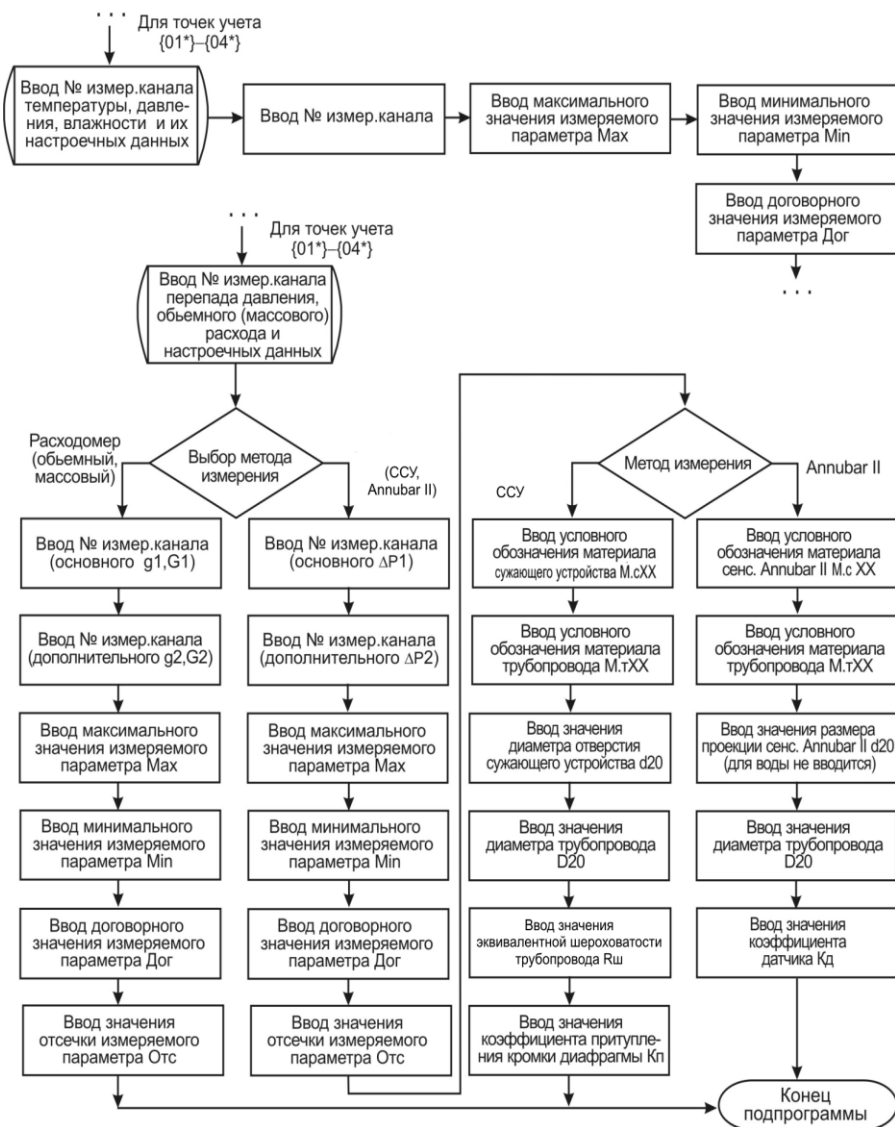 . . .
Для точек учета
{01*}–{04*}
Ввод № измер.канала
температуры, давле-
ния, влажности и их
настроечных данных
Ввод № измер.канала
Ввод максимального
значения измеряемого
параметра Max
Ввод минимального
значения измеряемого
параметра Min
Ввод договорного
значения измеряемого
параметра Дог
. . .
. . .
Для точек учета
{01*}–{04*}
Ввод № измер.канала
перепада давления,
обьемного (массового)
расхода и
настроечных данных
Выбор метода
измерения
Расходомер
(обьемный,
массовый)
(ССУ,
Annubar II)
Ввод № измер.канала
(основного g1,G1)
Ввод № измер.канала
(дополнительного g2,G2)
Ввод максимального
значения измеряемого
параметра Max
Ввод минимального
значения измеряемого
параметра Min
Ввод договорного
значения измеряемого
параметра Дог
Ввод значения
отсечки измеряемого
параметра Отс
Ввод № измер.канала
(основного ΔP1)
Ввод № измер.канала
(дополнительного ΔP2)
Ввод максимального
значения измеряемого
параметра Max
Ввод минимального
значения измеряемого
параметра Min
Ввод договорного
значения измеряемого
параметра Дог
Ввод значения
отсечки измеряемого
параметра Отс
Метод измерения
ССУ
Annubar II
Ввод условного
обозначения материала
сужающего устройства М.сХХ
Ввод условного
обозначения материала
трубопровода М.тХХ
Ввод значения
диаметра отверстия
сужающего устройства d20
Ввод значения
диаметра трубопровода
D20
Ввод значения
эквивалентной шероховатости
трубопровода Rш
Ввод значения
коэффициента притупле-
ния кромки диафрагмы Кп
Ввод условного
обозначения материала
сенс. Annubar II М.с ХХ
Ввод условного
обозначения материала
трубопровода М.тХХ
Ввод значения размера
проекции сенс. Annubar II d20
(для воды не вводится)
Ввод значения
диаметра трубопровода
D20
Ввод значения
коэффициента
датчика Кд
Конец
подпрограммы